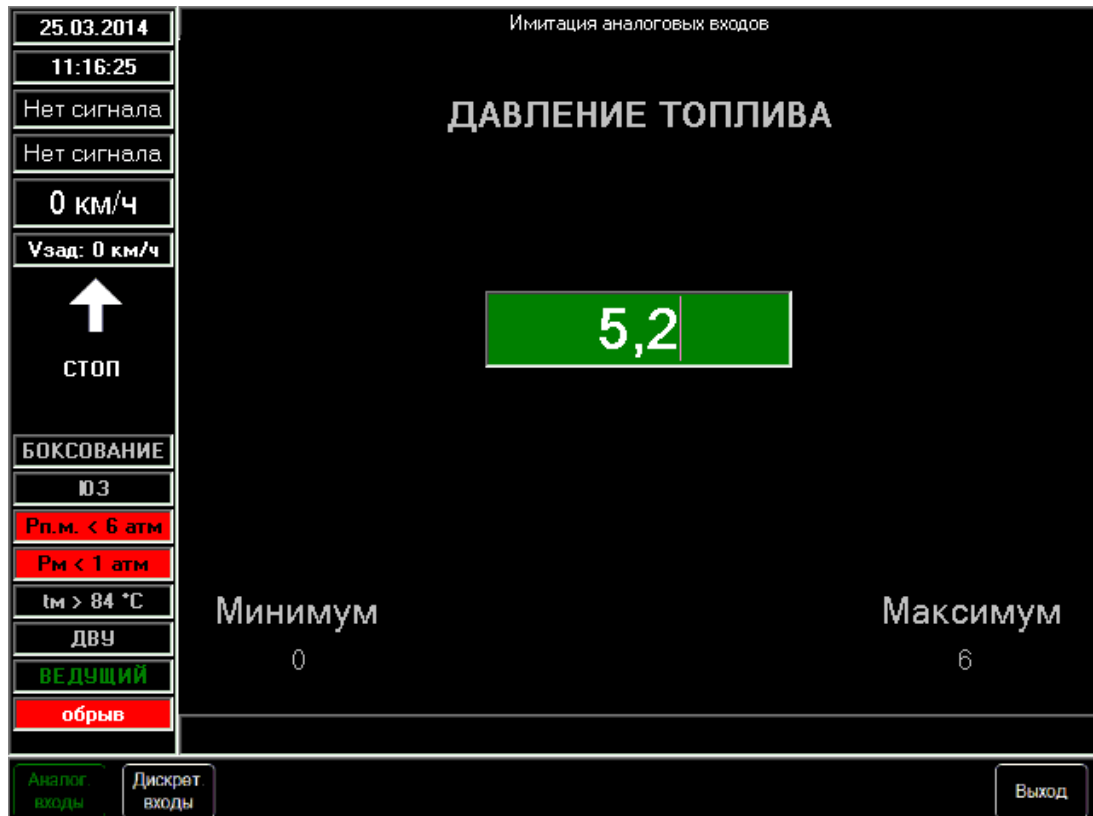 25.03.2014
11:16:25
Нет сигнала
Нет сигнала
0 км/ч
Vзад: 0 км/ч
СТОП
БОКСОВАНИЕ
ЮЗ
Рп.м. < 6 атм
Рм < 1 атм
tм > 84 °C
ДВУ
ВЕДУЩИЙ
обрыв
Имитация аналоговых входов
ДАВЛЕНИЕ ТОПЛИВА
5,2
Минимум
Максимум
0
6
Аналог.
входы
Дискрет.
входы
Выход